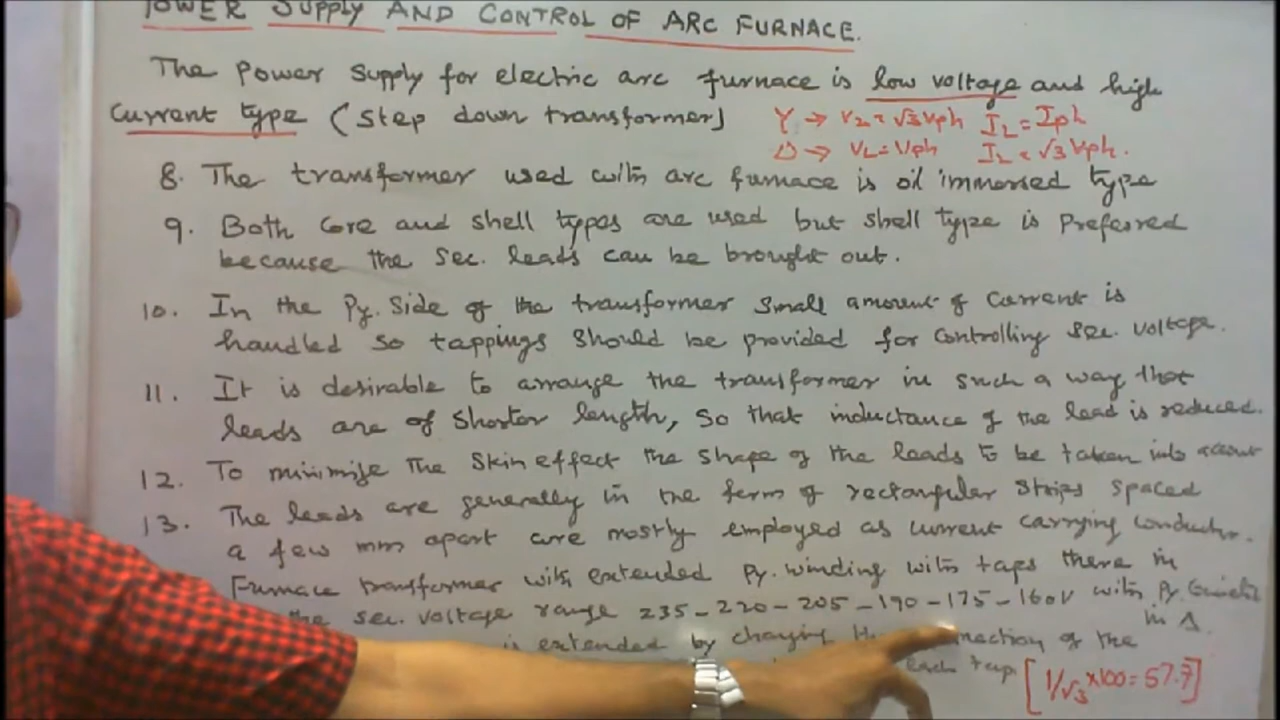 POWER SUPPLY AND CONTROL OF ARC FURNACE.
The power supply for electric arc furnace is low voltage and high
current type (step down transformer)
Y → VL = √3 Vph IL = Iph
Δ → VL = Vph IL = √3 Vph.
8. The transformer used with arc furnace is oil immersed type
9. Both core and shell types are used but shell type is preferred
because the sec. leads can be brought out.
10. In the Py. side of the transformer small amount of current is
handled so tappings should be provided for controlling sec. voltage.
11. It is desirable to arrange the transformer in such a way that
leads are of shorter length, so that inductance of the lead is reduced.
12. To minimise the skin effect the shape of the leads to be taken into account
13. The leads are generally in the form of rectangular strips spaced
a few mm apart are mostly employed as current carrying conductor.
Furnace transformer with extended Py. winding with taps there in
the sec. voltage range 235-220-205-190-175-160V with Py.
in Δ.
is extended by changing the connection of the
each tap. [1/√3 × 100 = 57.7]